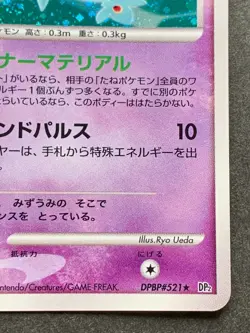 ケモン 高さ：0.3m 重さ：0.3kg
ナーマテリアル
ト」がいるなら、相手の「たねポケモン」全員のワ
ルギー1個ぶんずつ多くなる。すでに別の
いるなら、このポケボディーははたらかない。
ンドパルス 10
ヤーは、手札から特殊エネルギーを出
。
みずうみの そこで
ンスを とっている。
Illus.Ryo Ueda
抵抗力 にげる
ntendo/Creatures/GAME FREAK. DPBP#521★ DP2